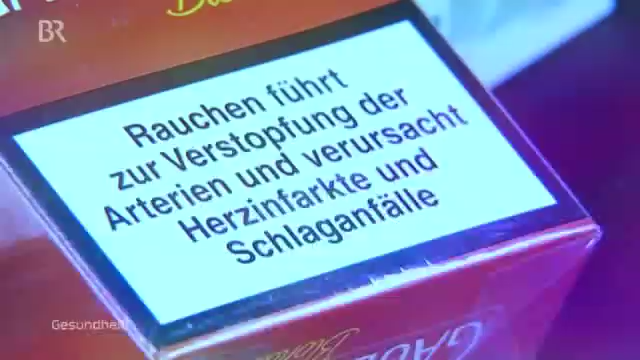 BR
Rauchen führt
zur Verstopfung der
Arterien und verursacht
Herzinfarkte und
Schlaganfälle
Gesundheit